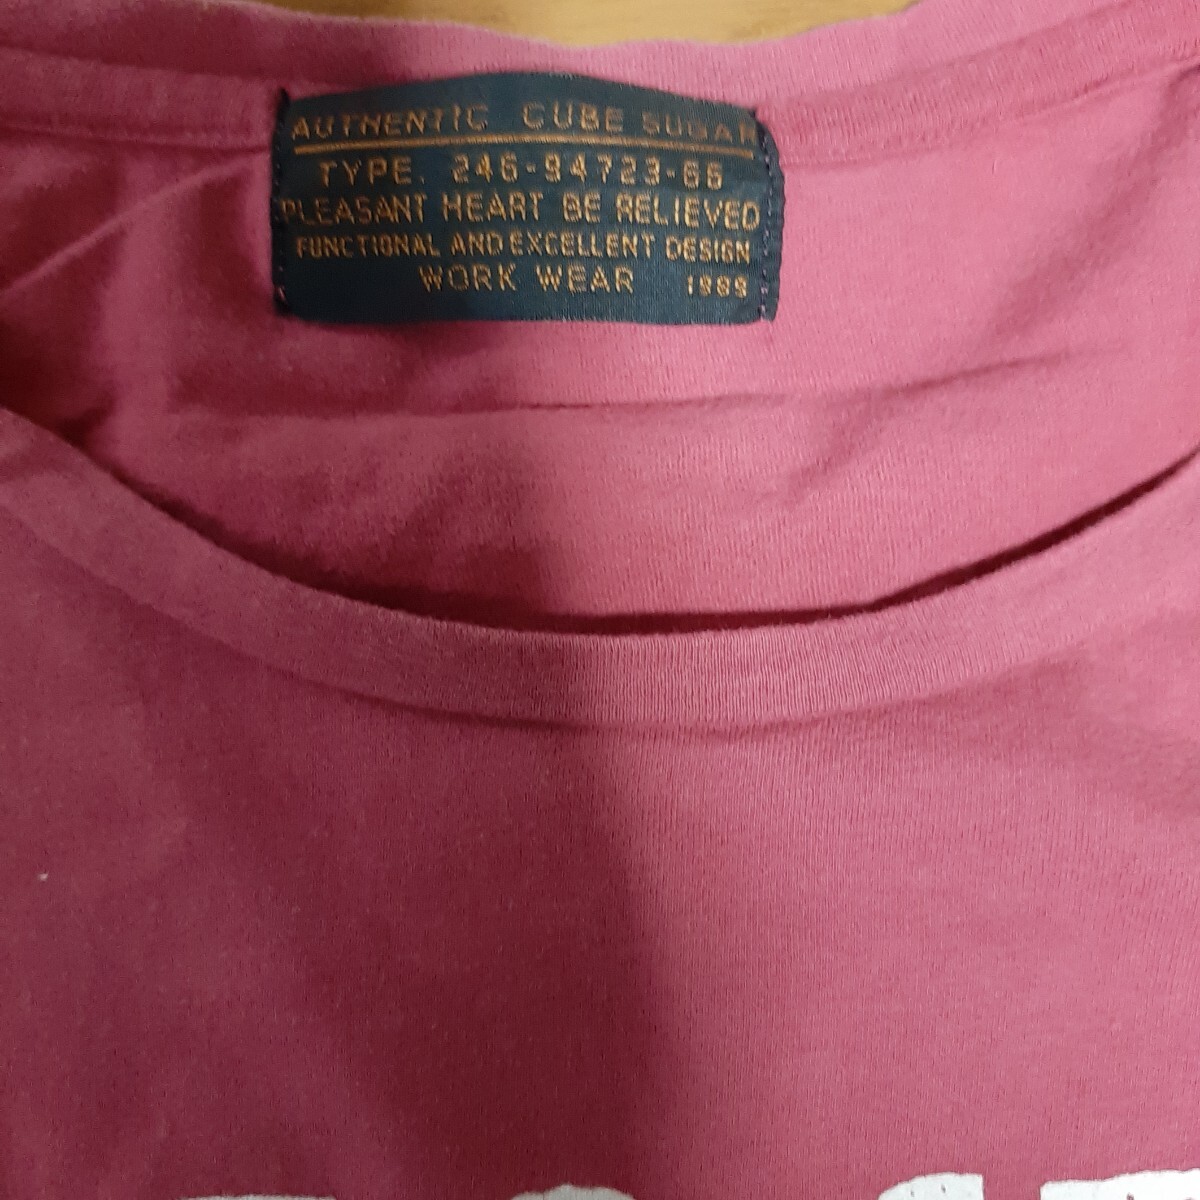 AUTHENTIC CUBE SUGAR
TYPE. 246-94723-66
PLEASANT HEART BE RELIEVED
FUNCTIONAL AND EXCELLENT DESIGN
WORK WEAR 1989